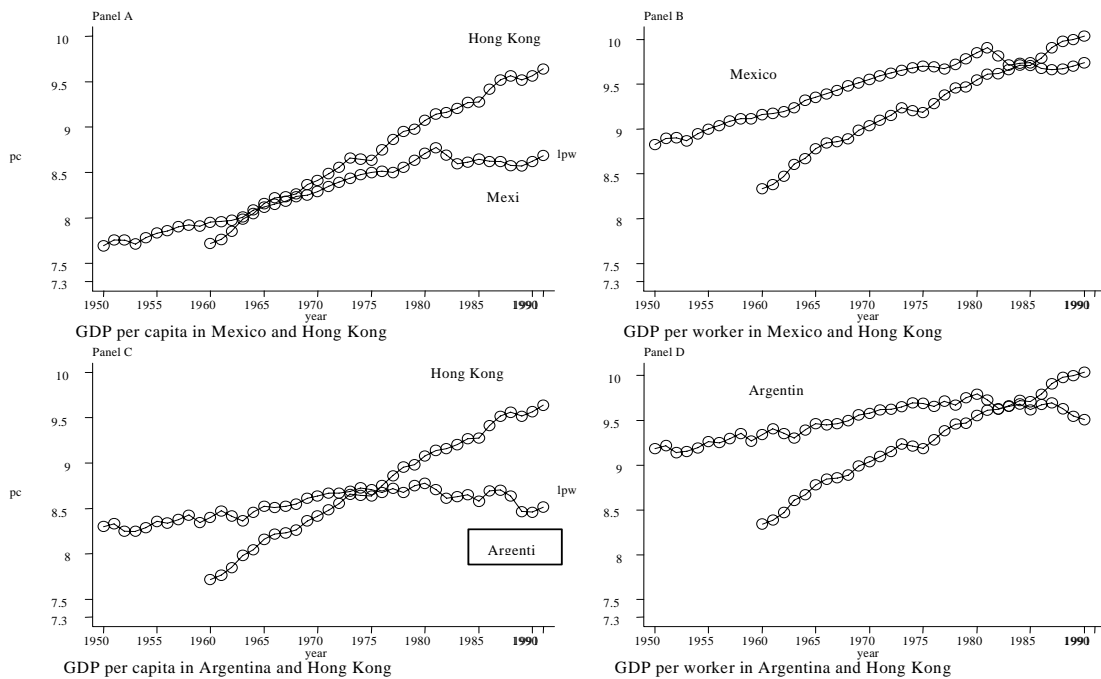 Panel A
Hong Kong
10
9.5
9
pc
8.5
Mexi
8
7.5
7.3
1950 1955 1960 1965 1970 1975 1980 1985 1990 1991
year
GDP per capita in Mexico and Hong Kong
Panel B
10
Mexico
9.5
9
lpw
8.5
8
7.5
7.3
1950 1955 1960 1965 1970 1975 1980 1985 1990 1991
year
GDP per worker in Mexico and Hong Kong
Panel C
Hong Kong
10
9.5
9
pc
8.5
Argenti
8
7.5
7.3
1950 1955 1960 1965 1970 1975 1980 1985 1990 1991
year
GDP per capita in Argentina and Hong Kong
Panel D
Argentin
10
9.5
9
lpw
8.5
8
7.5
7.3
1950 1955 1960 1965 1970 1975 1980 1985 1990 1991
year
GDP per worker in Argentina and Hong Kong